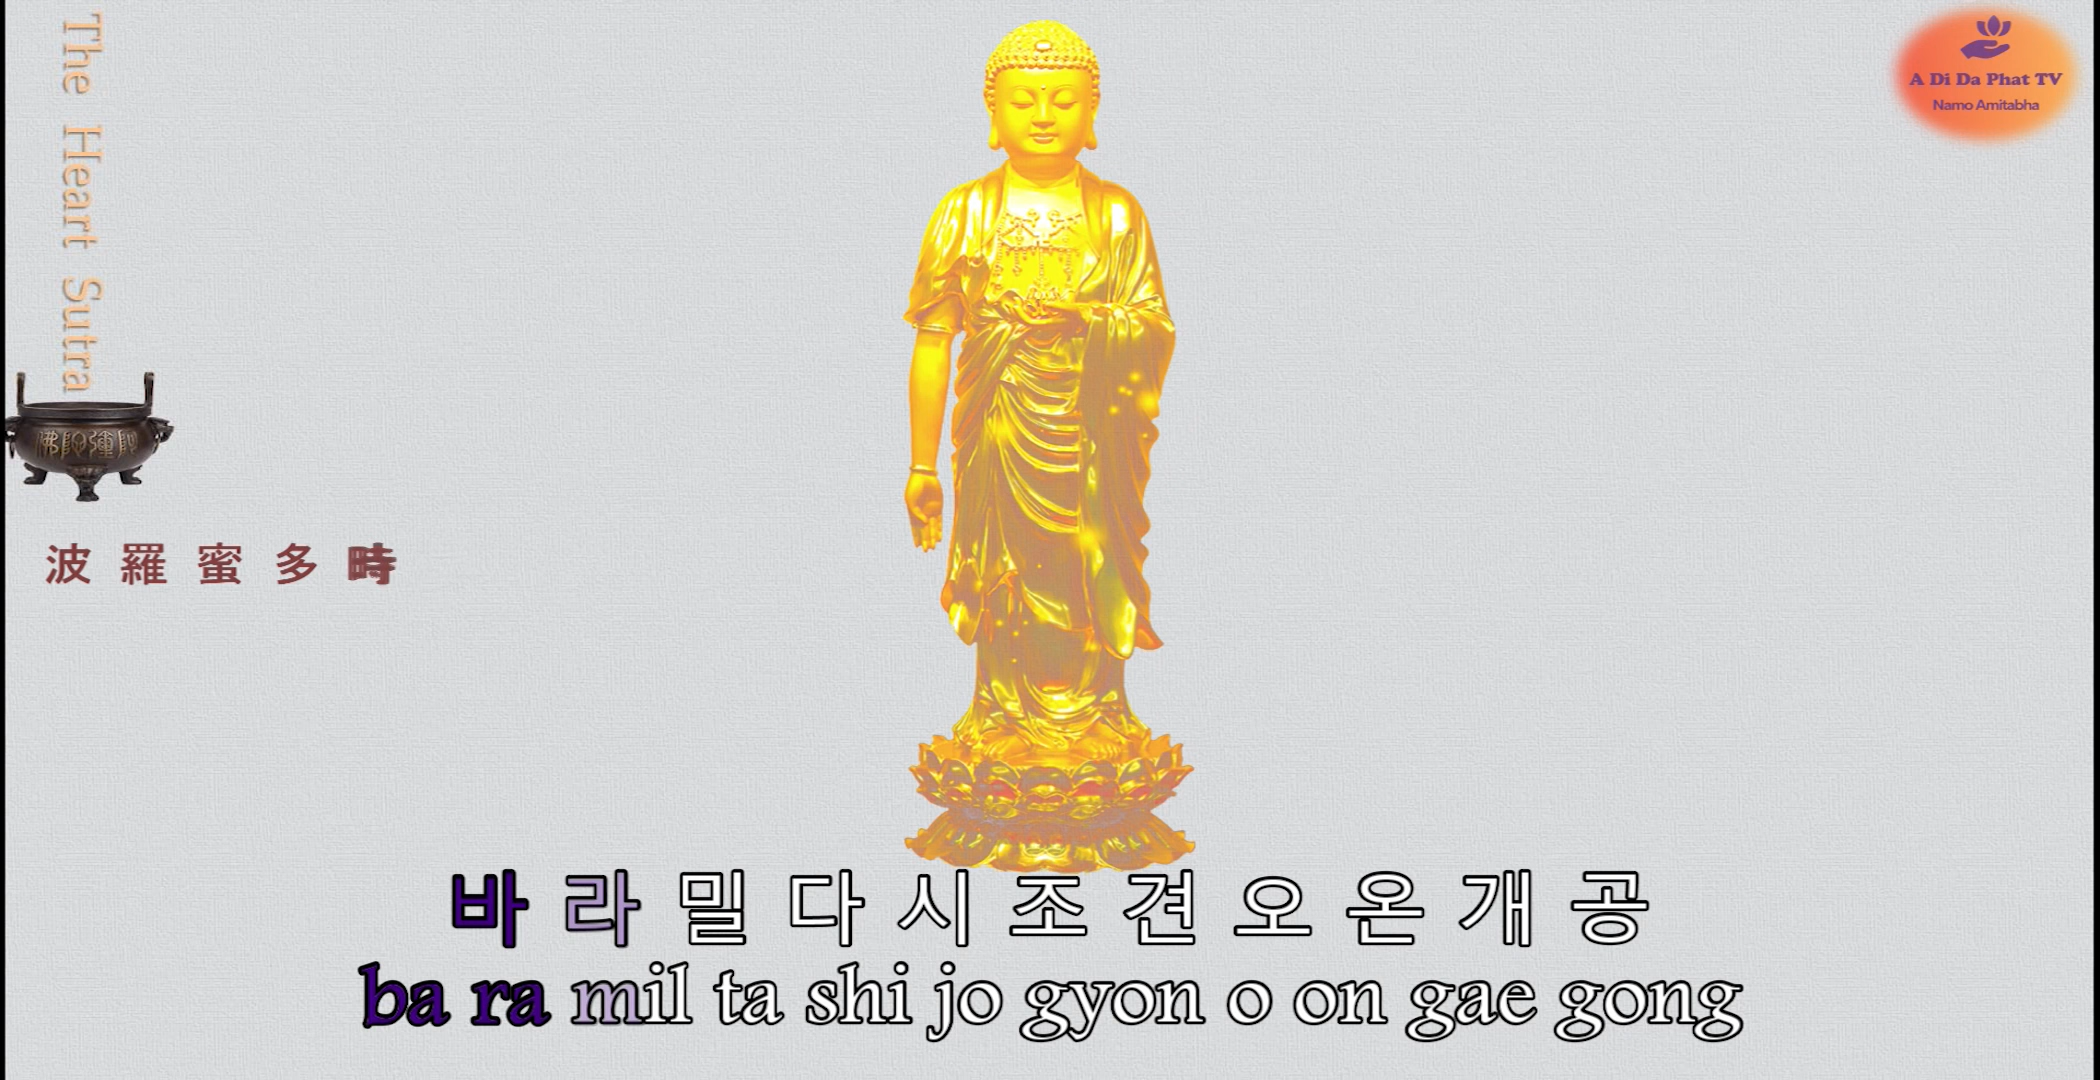 The Heart Sutra
A Di Da Phat TV
Namo Amitabha
波羅蜜多時
바라밀다시조견오온개공
ba ra mil ta shi jo gyon o on gae gong